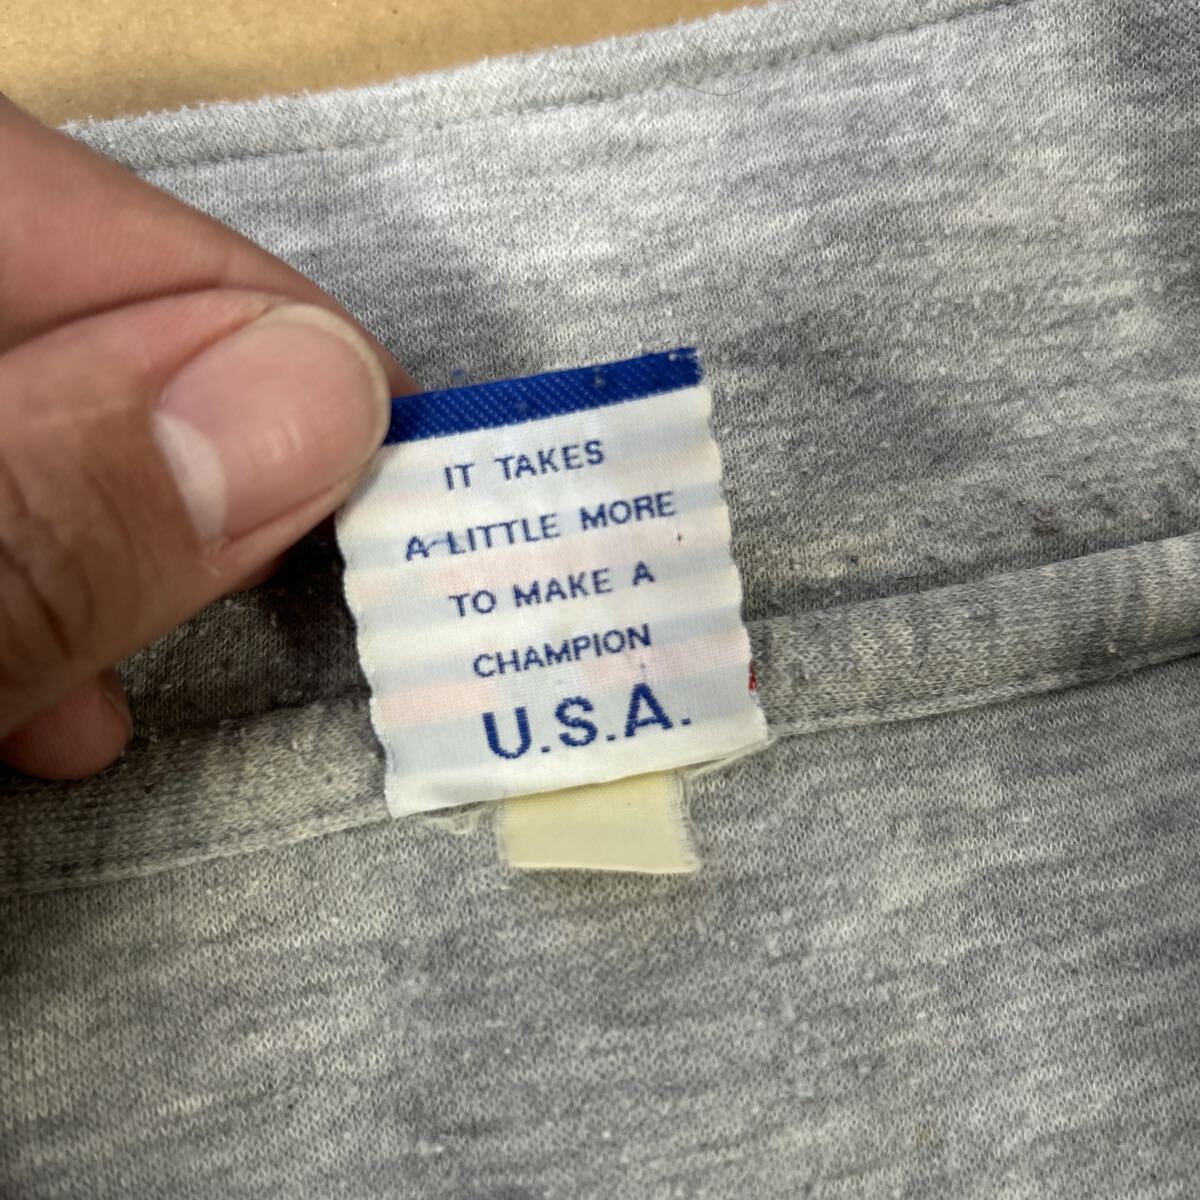 IT TAKES
A LITTLE MORE
TO MAKE A
CHAMPION
U.S.A.